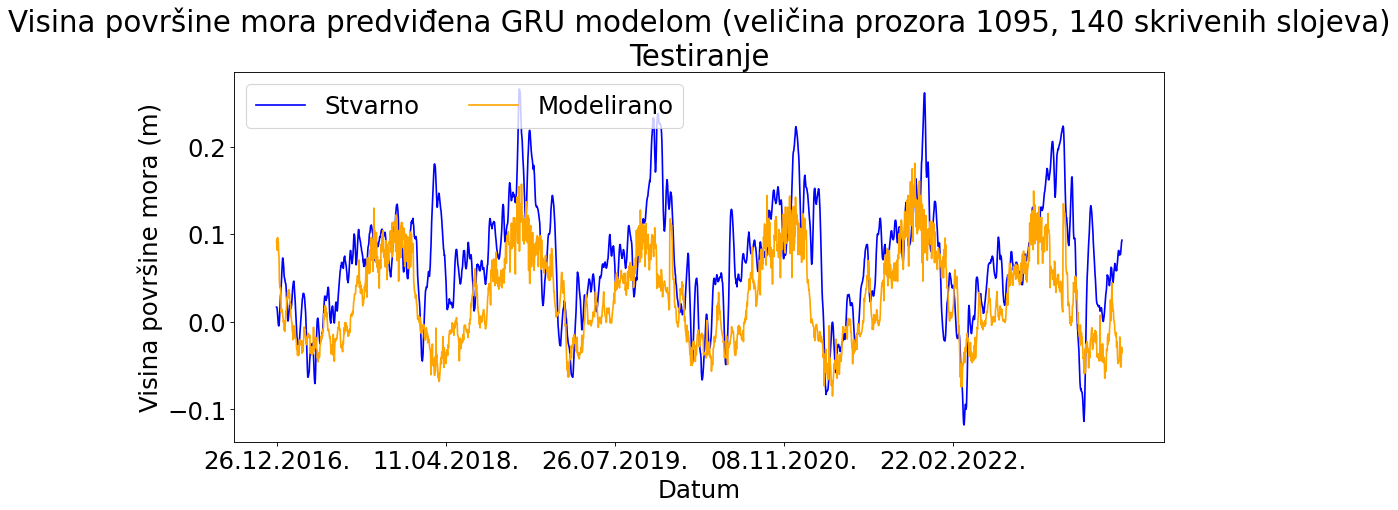 Visina površine mora predviđena GRU modelom (veličina prozora 1095, 140 skrivenih slojeva)
Testiranje
Stvarno
Modelirano
Visina površine mora (m)
0.2
0.1
0.0
−0.1
26.12.2016.
11.04.2018.
26.07.2019.
08.11.2020.
22.02.2022.
Datum